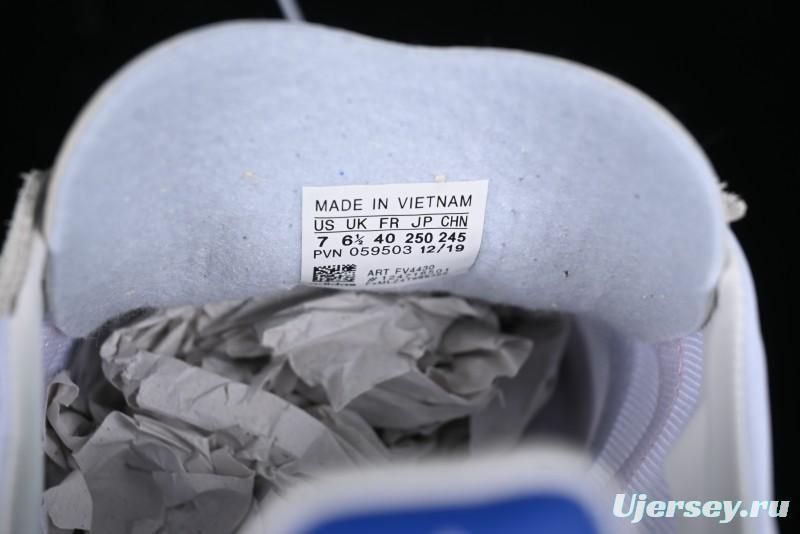 MADE IN VIETNAM
US UK FR JP CHN
7 6½ 40 250 245
PVN 059503 12/19
ART FV4430
Ujersey.ru